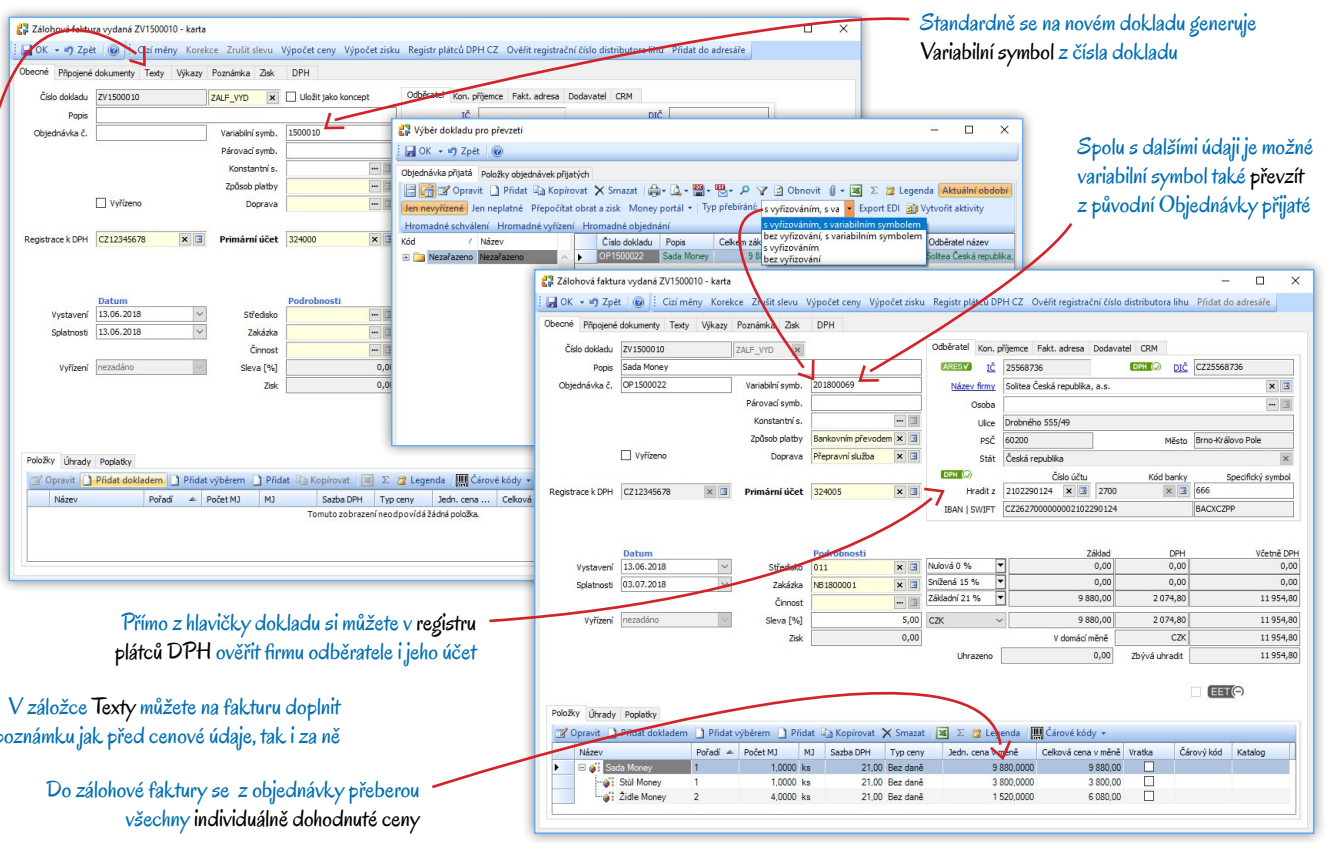 Zálohová faktura vydaná ZV1500010 - karta
OK Zpět Cizí měny Korekce Zrušit slevu Výpočet ceny Výpočet zisku Registr plátců DPH CZ Ověřit registrační číslo distributora lihu Přidat do adresáře
Obecné Připojené dokumenty Texty Výkazy Poznámka Zisk DPH
Číslo dokladu ZV1500010 ZALF_VYD Uložit jako koncept Odběratel Kon. příjemce Fakt. adresa Dodavatel CRM
Popis IČ DIČ
Objednávka č. Variabilní symb. 1500010
Párovací symb.
Konstantní s.
Způsob platby
Vyřízeno Doprava
Registrace k DPH CZ12345678 Primární účet 324000
Datum Podrobnosti
Vystavení 13.06.2018 Středisko
Splatnosti 13.06.2018 Zakázka
Činnost
Vyřízení nezadáno Sleva [%] 0,00
Zisk 0,00
Položky Úhrady Poplatky
Opravit Přidat dokladem Přidat výběrem Přidat Kopírovat Σ Legenda Čárové kódy
Název Pořadí Počet MJ MJ Sazba DPH Typ ceny Jedn. cena ... Celková
Tomuto zobrazení neodpovídá žádná položka.
Standardně se na novém dokladu generuje
Variabilní symbol z čísla dokladu
Výběr dokladu pro převzetí
OK Zpět
Objednávka přijatá Položky objednávek přijatých
Opravit Přidat Kopírovat Smazat Obnovit Σ Legenda Aktuální období
Jen nevyřízené Jen neplatné Přepočítat obrat a zisk Money portál Typ přebírání s vyřizováním, s va Export EDI Vytvořit aktivity
Hromadné schválení Hromadné vyřízení Hromadné objednání
s vyřizováním, s variabilním symbolem
bez vyřizování, s variabilním symbolem
s vyřizováním
bez vyřizování
Kód Název Číslo dokladu Popis Celkem zák Odběratel název
Nezařazeno Nezařazeno OP1500022 Sada Money 9 88 Solitea Česká republika,
Spolu s dalšími údaji je možné
variabilní symbol také převzít
z původní Objednávky přijaté
Zálohová faktura vydaná ZV1500010 - karta
OK Zpět Cizí měny Korekce Zrušit slevu Výpočet ceny Výpočet zisku Registr plátců DPH CZ Ověřit registrační číslo distributora lihu Přidat do adresáře
Obecné Připojené dokumenty Texty Výkazy Poznámka Zisk DPH
Číslo dokladu ZV1500010 ZALF_VYD Odběratel Kon. příjemce Fakt. adresa Dodavatel CRM
Popis Sada Money ARES IČ 25568736 DPH DIČ CZ25568736
Objednávka č. OP1500022 Variabilní symb. 201800069 Název firmy Solitea Česká republika, a.s.
Párovací symb. Osoba
Konstantní s. Ulice Drobného 555/49
Způsob platby Bankovním převodem PSČ 60200 Město Brno-Královo Pole
Vyřízeno Doprava Přepravní služba Stát Česká republika
DPH Číslo účtu Kód banky Specifický symbol
Registrace k DPH CZ12345678 Primární účet 324005 Hradit z 2102290124 2700 666
IBAN | SWIFT CZ2627000000002102290124 BACXCZPP
Datum Podrobnosti Základ DPH Včetně DPH
Vystavení 13.06.2018 Středisko 011 Nulová 0 % 0,00 0,00 0,00
Splatnosti 03.07.2018 Zakázka NB1800001 Snížená 15 % 0,00 0,00 0,00
Činnost Základní 21 % 9 880,00 2 074,80 11 954,80
Vyřízení nezadáno Sleva [%] 5,00 CZK 9 880,00 2 074,80 11 954,80
Zisk 0,00 V domácí měně CZK 11 954,80
Uhrazeno 0,00 Zbývá uhradit 11 954,80
EET
Položky Úhrady Poplatky
Opravit Přidat dokladem Přidat výběrem Přidat Kopírovat Smazat Σ Legenda Čárové kódy
Název Pořadí Počet MJ MJ Sazba DPH Typ ceny Jedn. cena v měně Celková cena v měně Vratka Čárový kód Katalog
Sada Money 1 1,0000 ks 21,00 Bez daně 9 880,0000 9 880,00
Stůl Money 1 1,0000 ks 21,00 Bez daně 3 800,0000 3 800,00
Židle Money 2 4,0000 ks 21,00 Bez daně 1 520,0000 6 080,00
Přímo z hlavičky dokladu si můžete v registru
plátců DPH ověřit firmu odběratele i jeho účet
V záložce Texty můžete na fakturu doplnit
poznámku jak před cenové údaje, tak i za ně
Do zálohové faktury se z objednávky přeberou
všechny individuálně dohodnuté ceny